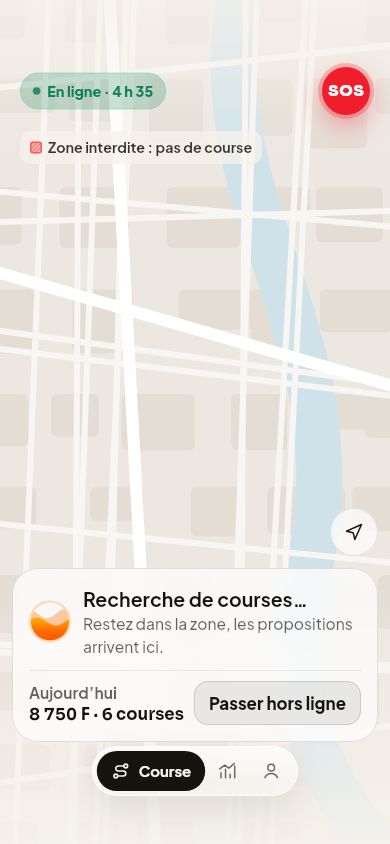 En ligne · 4 h 35
SOS
Zone interdite : pas de course
Recherche de courses…
Restez dans la zone, les propositions
arrivent ici.
Aujourd’hui
8 750 F · 6 courses
Passer hors ligne
Course